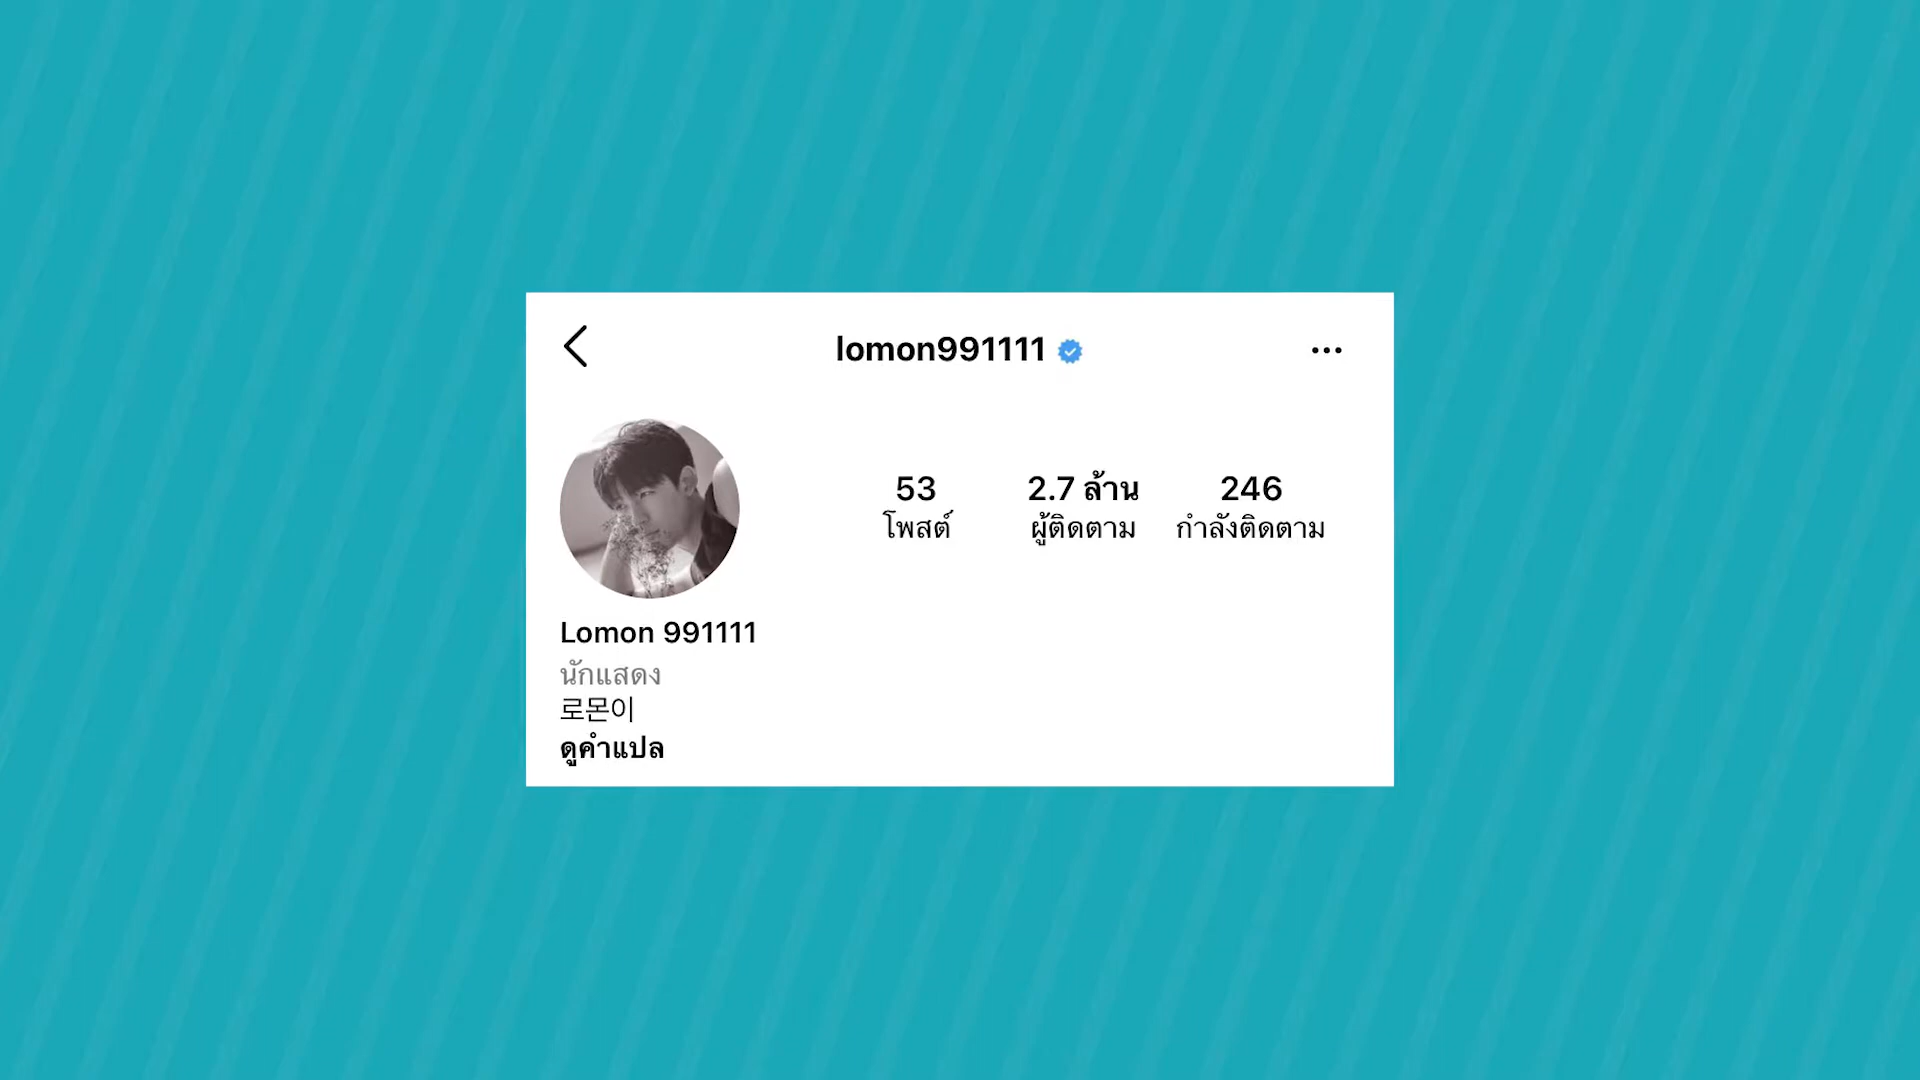 lomon991111
53
2.7 ล้าน
246
โพสต์
ผู้ติดตาม
กำลังติดตาม
Lomon 991111
นักแสดง
로몬이
ดูคำแปล